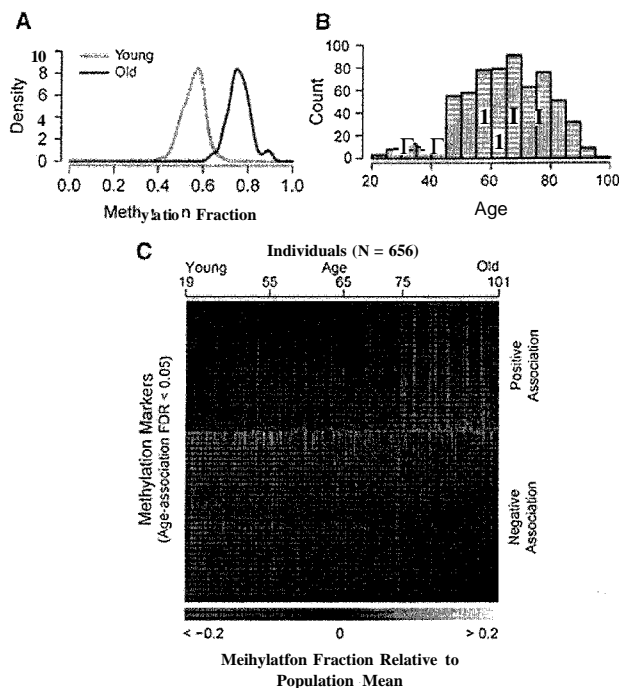 A
10
8
6
4
2
0
Density
Young
Old
0.0 0.2 0.4 0.6 0.8 1.0
Methylation Fraction
B
100
80
60
40
20
0
Count
20 40 60 80 100
Age
C
Individuals (N = 656)
Young Age Old
19 55 65 75 101
Methylation Markers
(Age-association FDR < 0.05)
Positive
Association
Negative
Association
< -0.2 0 > 0.2
Meihylatfon Fraction Relative to
Population Mean